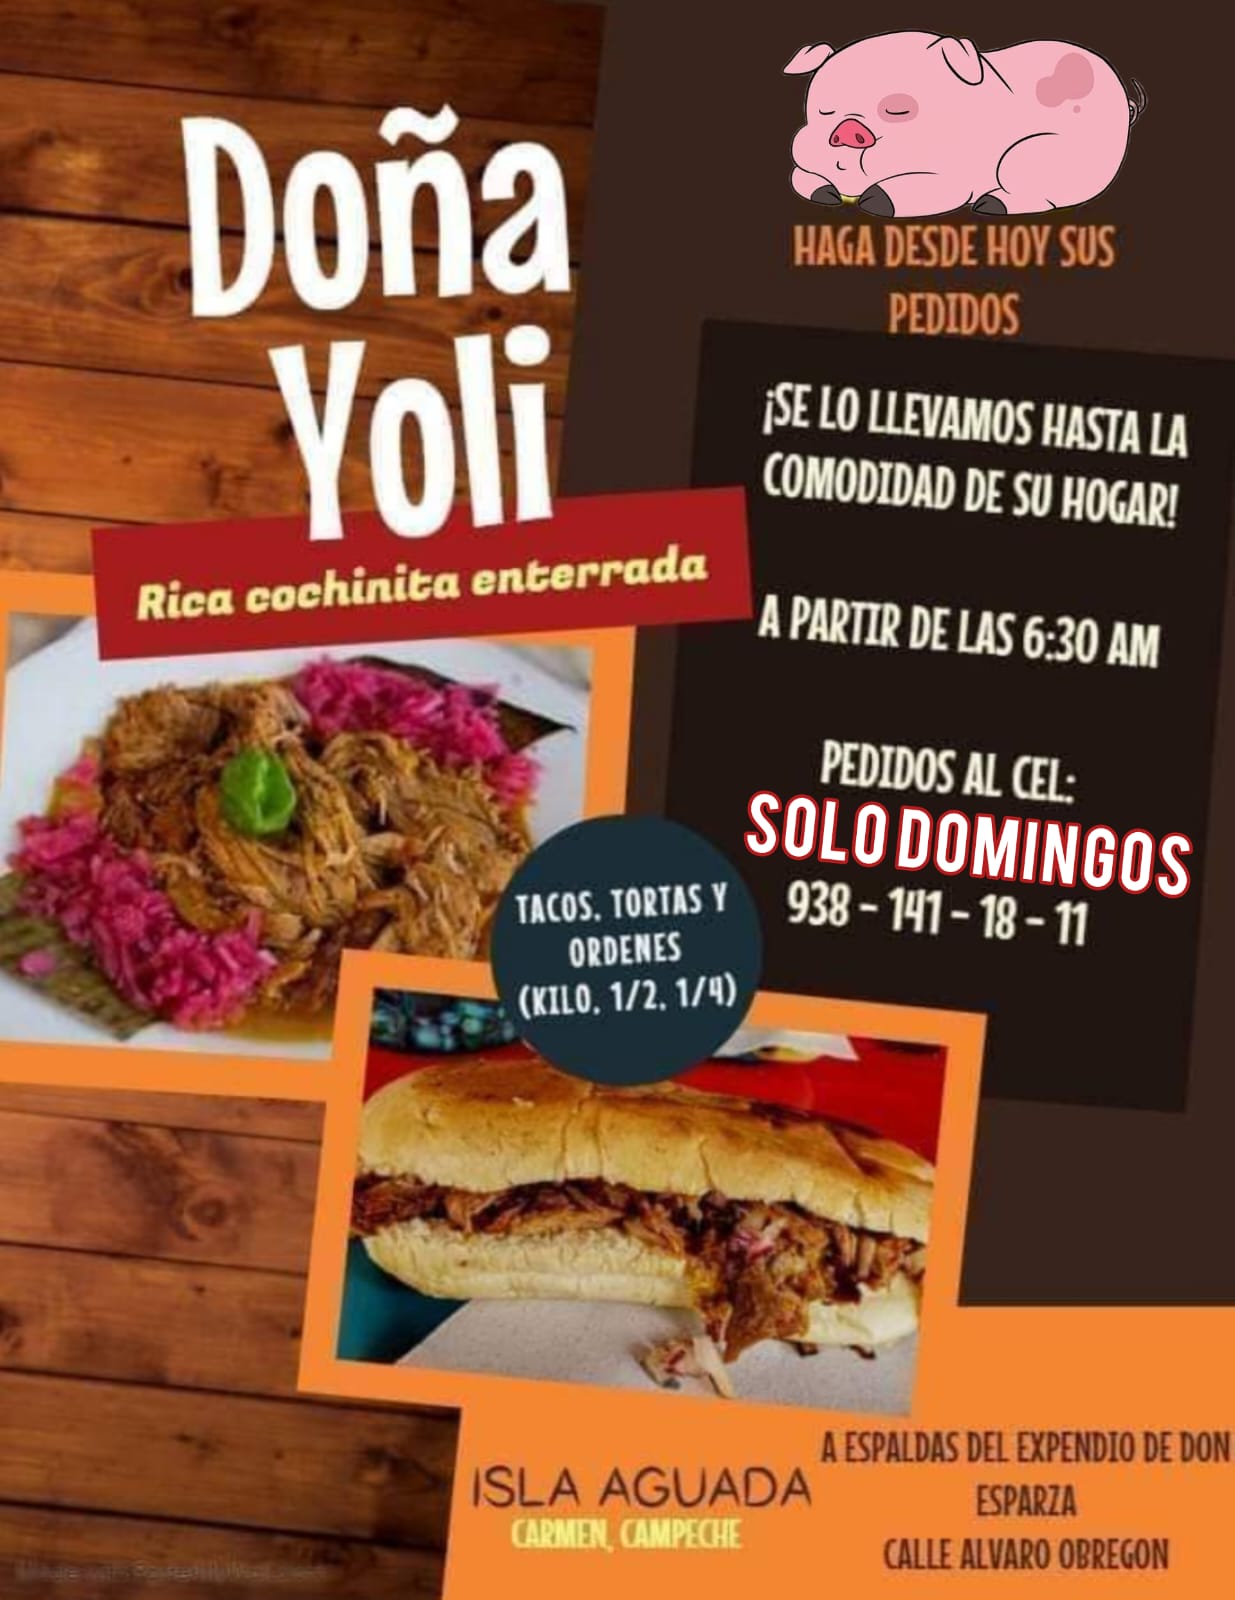 Doña
Yoli
Rica cochinita enterrada
HAGA DESDE HOY SUS
PEDIDOS
¡SE LO LLEVAMOS HASTA LA
COMODIDAD DE SU HOGAR!
A PARTIR DE LAS 6:30 AM
PEDIDOS AL CEL:
SOLO DOMINGOS
938 - 141 - 18 - 11
TACOS, TORTAS Y
ORDENES
(KILO, 1/2, 1/4)
ISLA AGUADA
CARMEN, CAMPECHE
A ESPALDAS DEL EXPENDIO DE DON
ESPARZA
CALLE ALVARO OBREGON